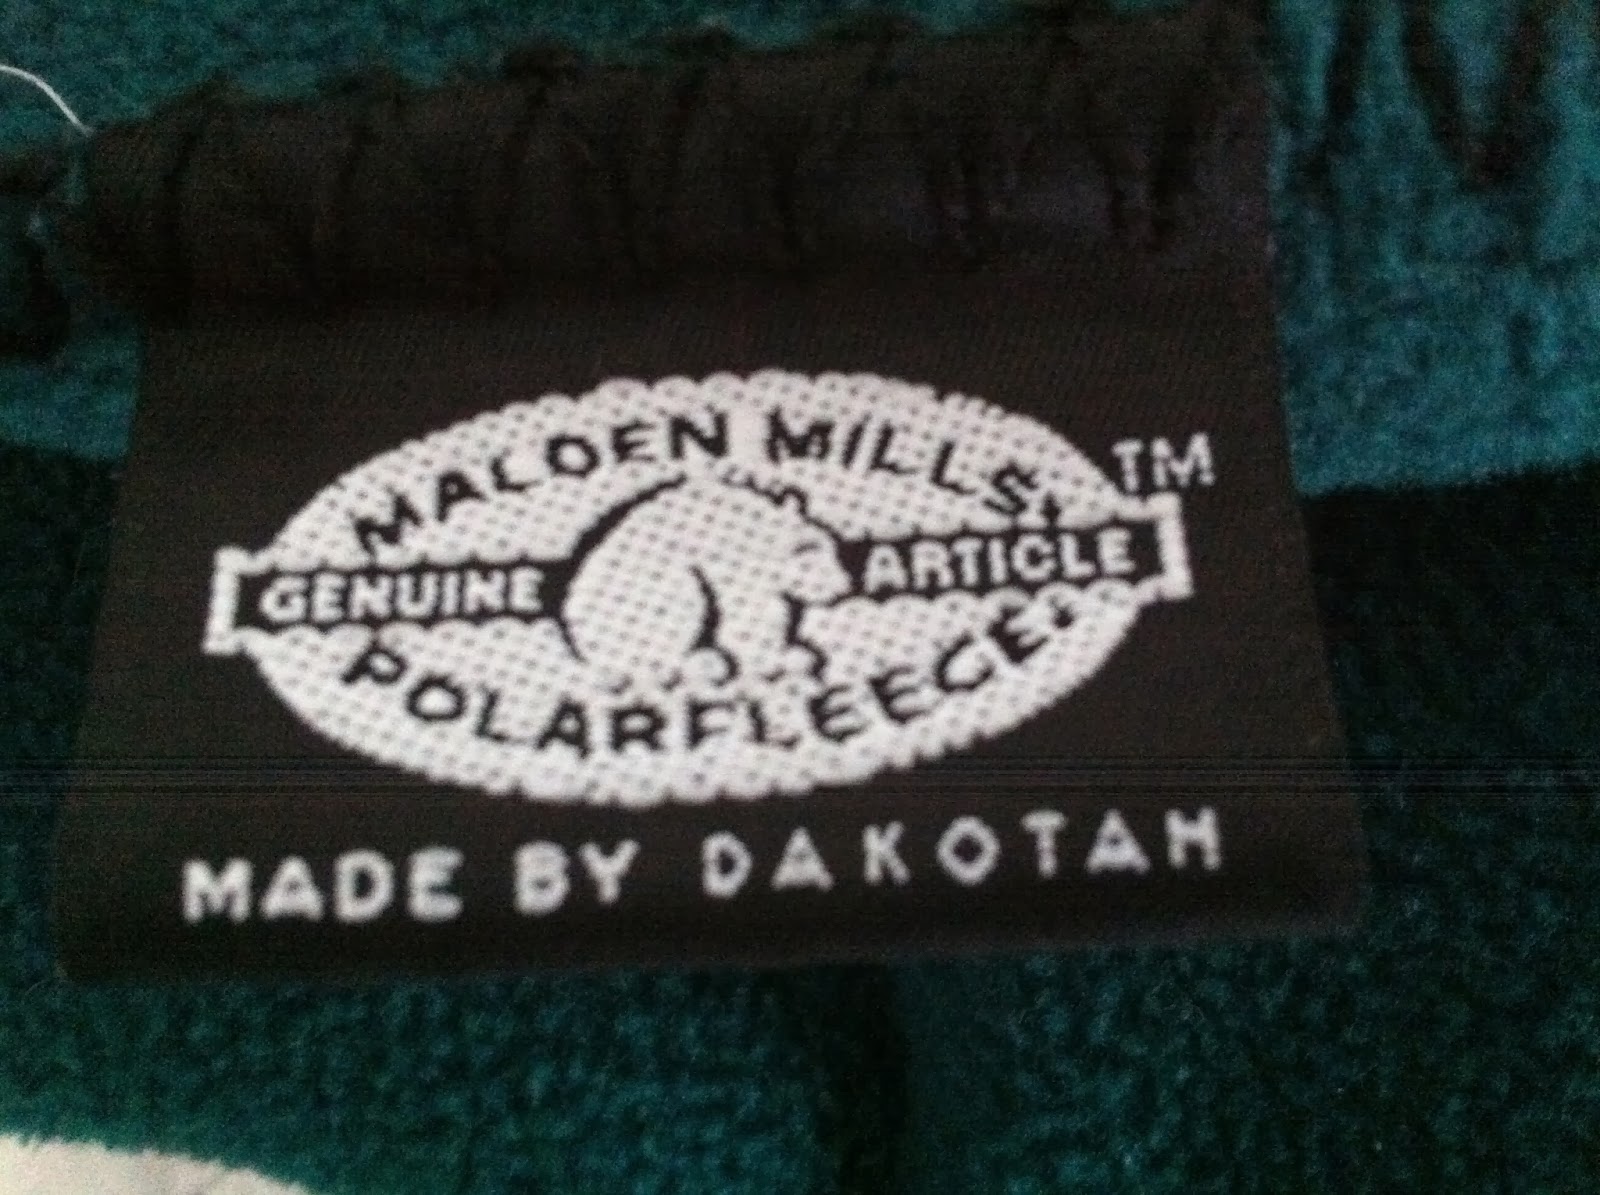 MALDEN MILLS
TM
GENUINE ARTICLE
POLARFLEECE
MADE BY DAKOTAH